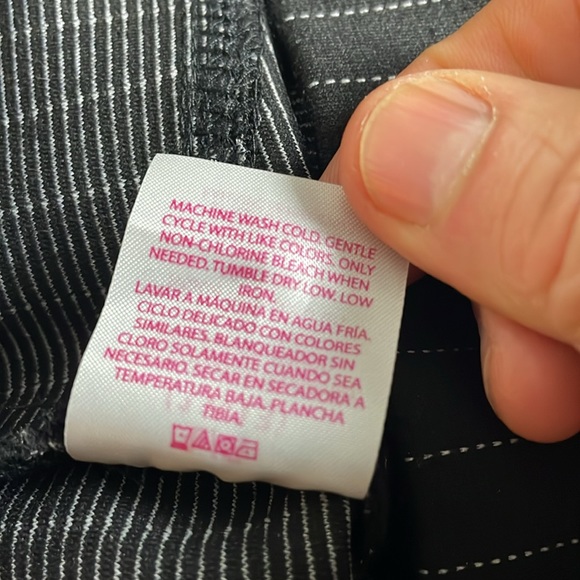 MACHINE WASH COLD. GENTLE
CYCLE WITH LIKE COLORS. ONLY
NON-CHLORINE BLEACH WHEN
NEEDED. TUMBLE DRY LOW. LOW
IRON.
LAVAR A MÁQUINA EN AGUA FRÍA.
CICLO DELICADO CON COLORES
SIMILARES. BLANQUEADOR SIN
CLORO SOLAMENTE CUANDO SEA
NECESARIO. SECAR EN SECADORA A
TEMPERATURA BAJA. PLANCHA
TIBIA.